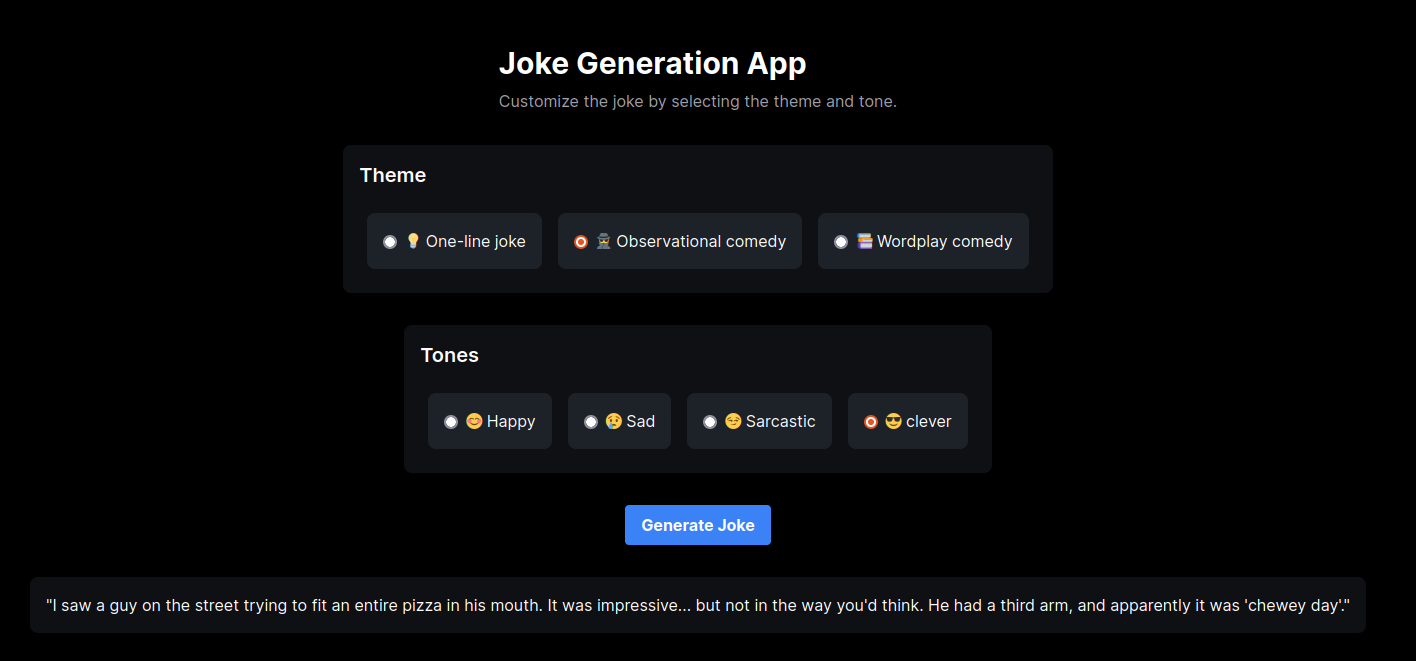 Joke Generation App
Customize the joke by selecting the theme and tone.
Theme
💡 One-line joke
🕵️ Observational comedy
📚 Wordplay comedy
Tones
😊 Happy
😢 Sad
😏 Sarcastic
😎 clever
Generate Joke
"I saw a guy on the street trying to fit an entire pizza in his mouth. It was impressive... but not in the way you'd think. He had a third arm, and apparently it was 'chewey day'."